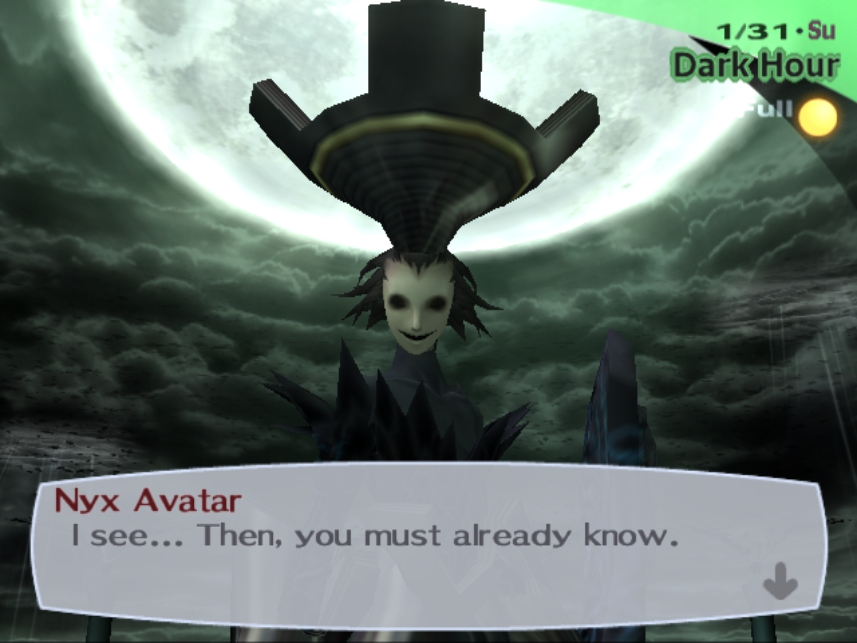 1/31・Su
Dark Hour
Full
Nyx Avatar
I see... Then, you must already know.